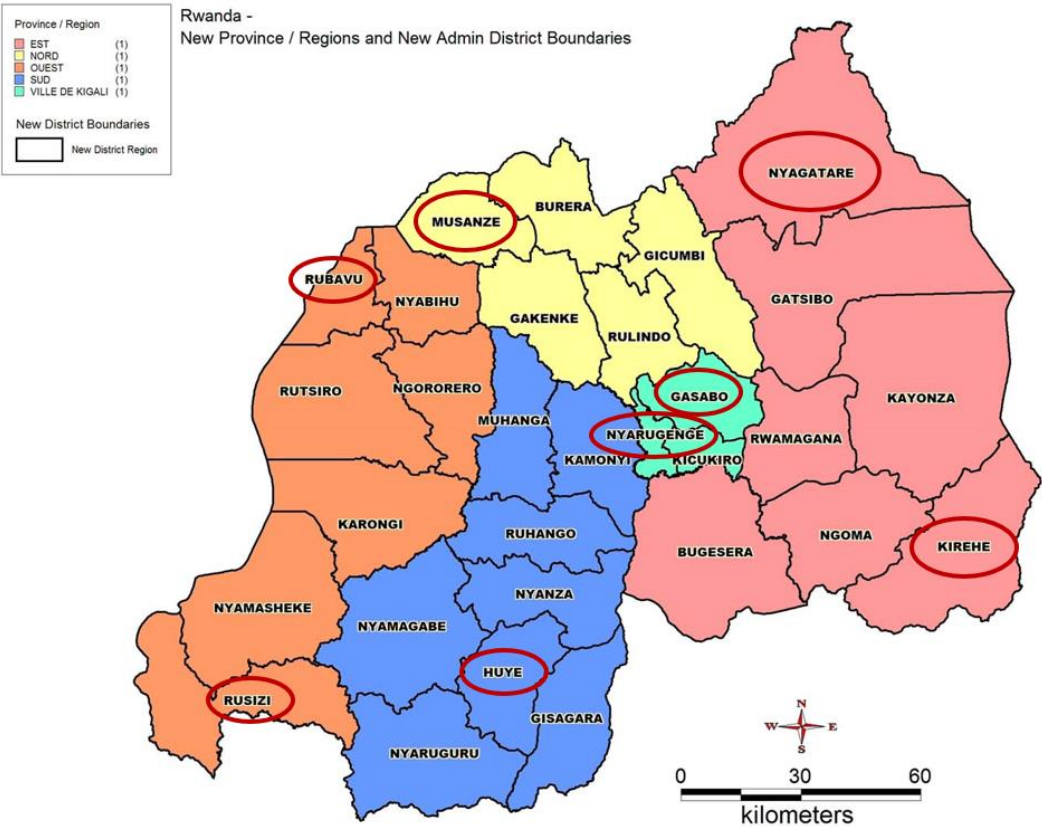 Rwanda -
New Province / Regions and New Admin District Boundaries
Province / Region
EST (1)
NORD (1)
OUEST (1)
SUD (1)
VILLE DE KIGALI (1)
New District Boundaries
New District Region
NYAGATARE
BURERA
MUSANZE
GICUMBI
RUBAVU
NYABIHU
GATSIBO
GAKENKE
RULINDO
RUTSIRO
NGORORERO
GASABO
KAYONZA
MUHANGA
NYARUGENGE
RWAMAGANA
KAMONYI
KICUKIRO
KARONGI
RUHANGO
NGOMA
KIREHE
BUGESERA
NYANZA
NYAMASHEKE
NYAMAGABE
HUYE
RUSIZI
GISAGARA
NYARUGURU
N
W E
S
0 30 60
kilometers